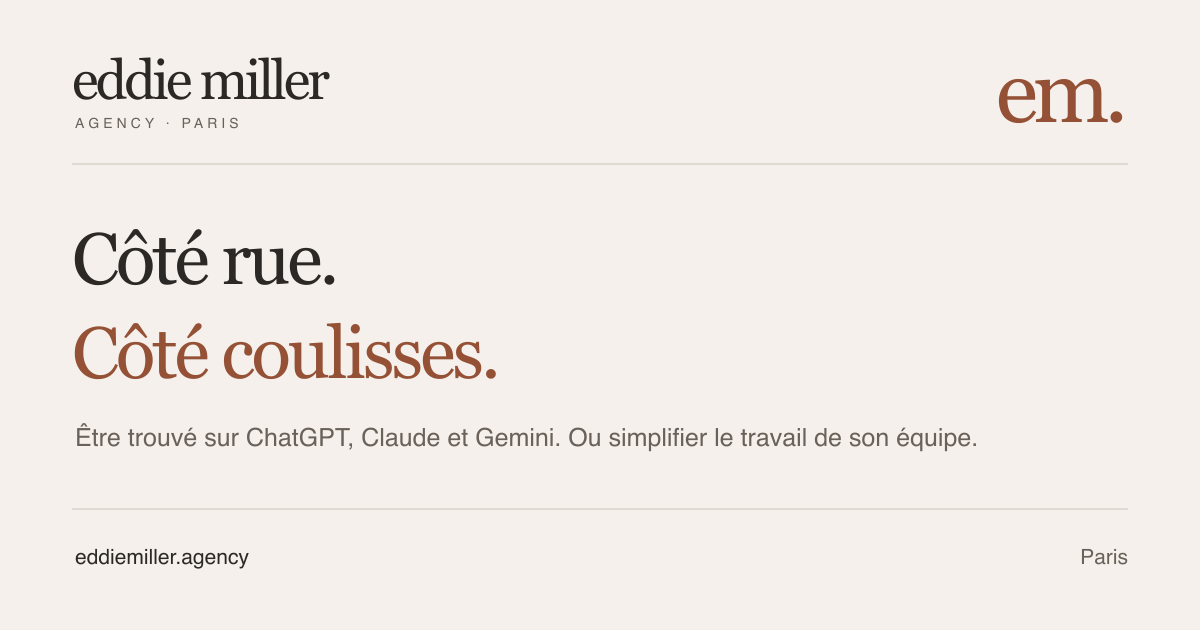 eddie miller
AGENCY · PARIS
em.
Côté rue.
Côté coulisses.
Être trouvé sur ChatGPT, Claude et Gemini. Ou simplifier le travail de son équipe.
eddiemiller.agency
Paris